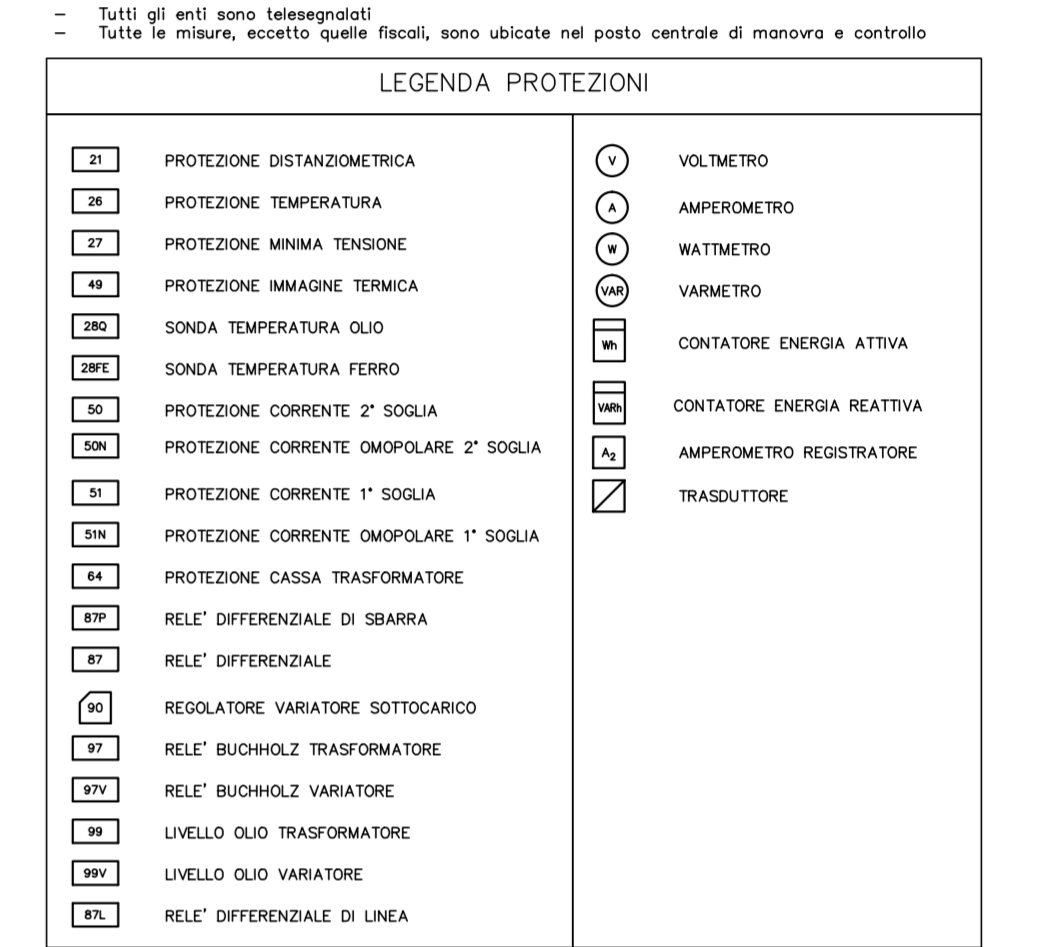 – Tutti gli enti sono telesegnalati
– Tutte le misure, eccetto quelle fiscali, sono ubicate nel posto centrale di manovra e controllo
LEGENDA PROTEZIONI
21 PROTEZIONE DISTANZIOMETRICA
26 PROTEZIONE TEMPERATURA
27 PROTEZIONE MINIMA TENSIONE
49 PROTEZIONE IMMAGINE TERMICA
28Q SONDA TEMPERATURA OLIO
28FE SONDA TEMPERATURA FERRO
50 PROTEZIONE CORRENTE 2° SOGLIA
50N PROTEZIONE CORRENTE OMOPOLARE 2° SOGLIA
51 PROTEZIONE CORRENTE 1° SOGLIA
51N PROTEZIONE CORRENTE OMOPOLARE 1° SOGLIA
64 PROTEZIONE CASSA TRASFORMATORE
87P RELE' DIFFERENZIALE DI SBARRA
87 RELE' DIFFERENZIALE
90 REGOLATORE VARIATORE SOTTOCARICO
97 RELE' BUCHHOLZ TRASFORMATORE
97V RELE' BUCHHOLZ VARIATORE
99 LIVELLO OLIO TRASFORMATORE
99V LIVELLO OLIO VARIATORE
87L RELE' DIFFERENZIALE DI LINEA
V VOLTMETRO
A AMPEROMETRO
W WATTMETRO
VAR VARMETRO
Wh CONTATORE ENERGIA ATTIVA
VARh CONTATORE ENERGIA REATTIVA
A2 AMPEROMETRO REGISTRATORE
TRASDUTTORE